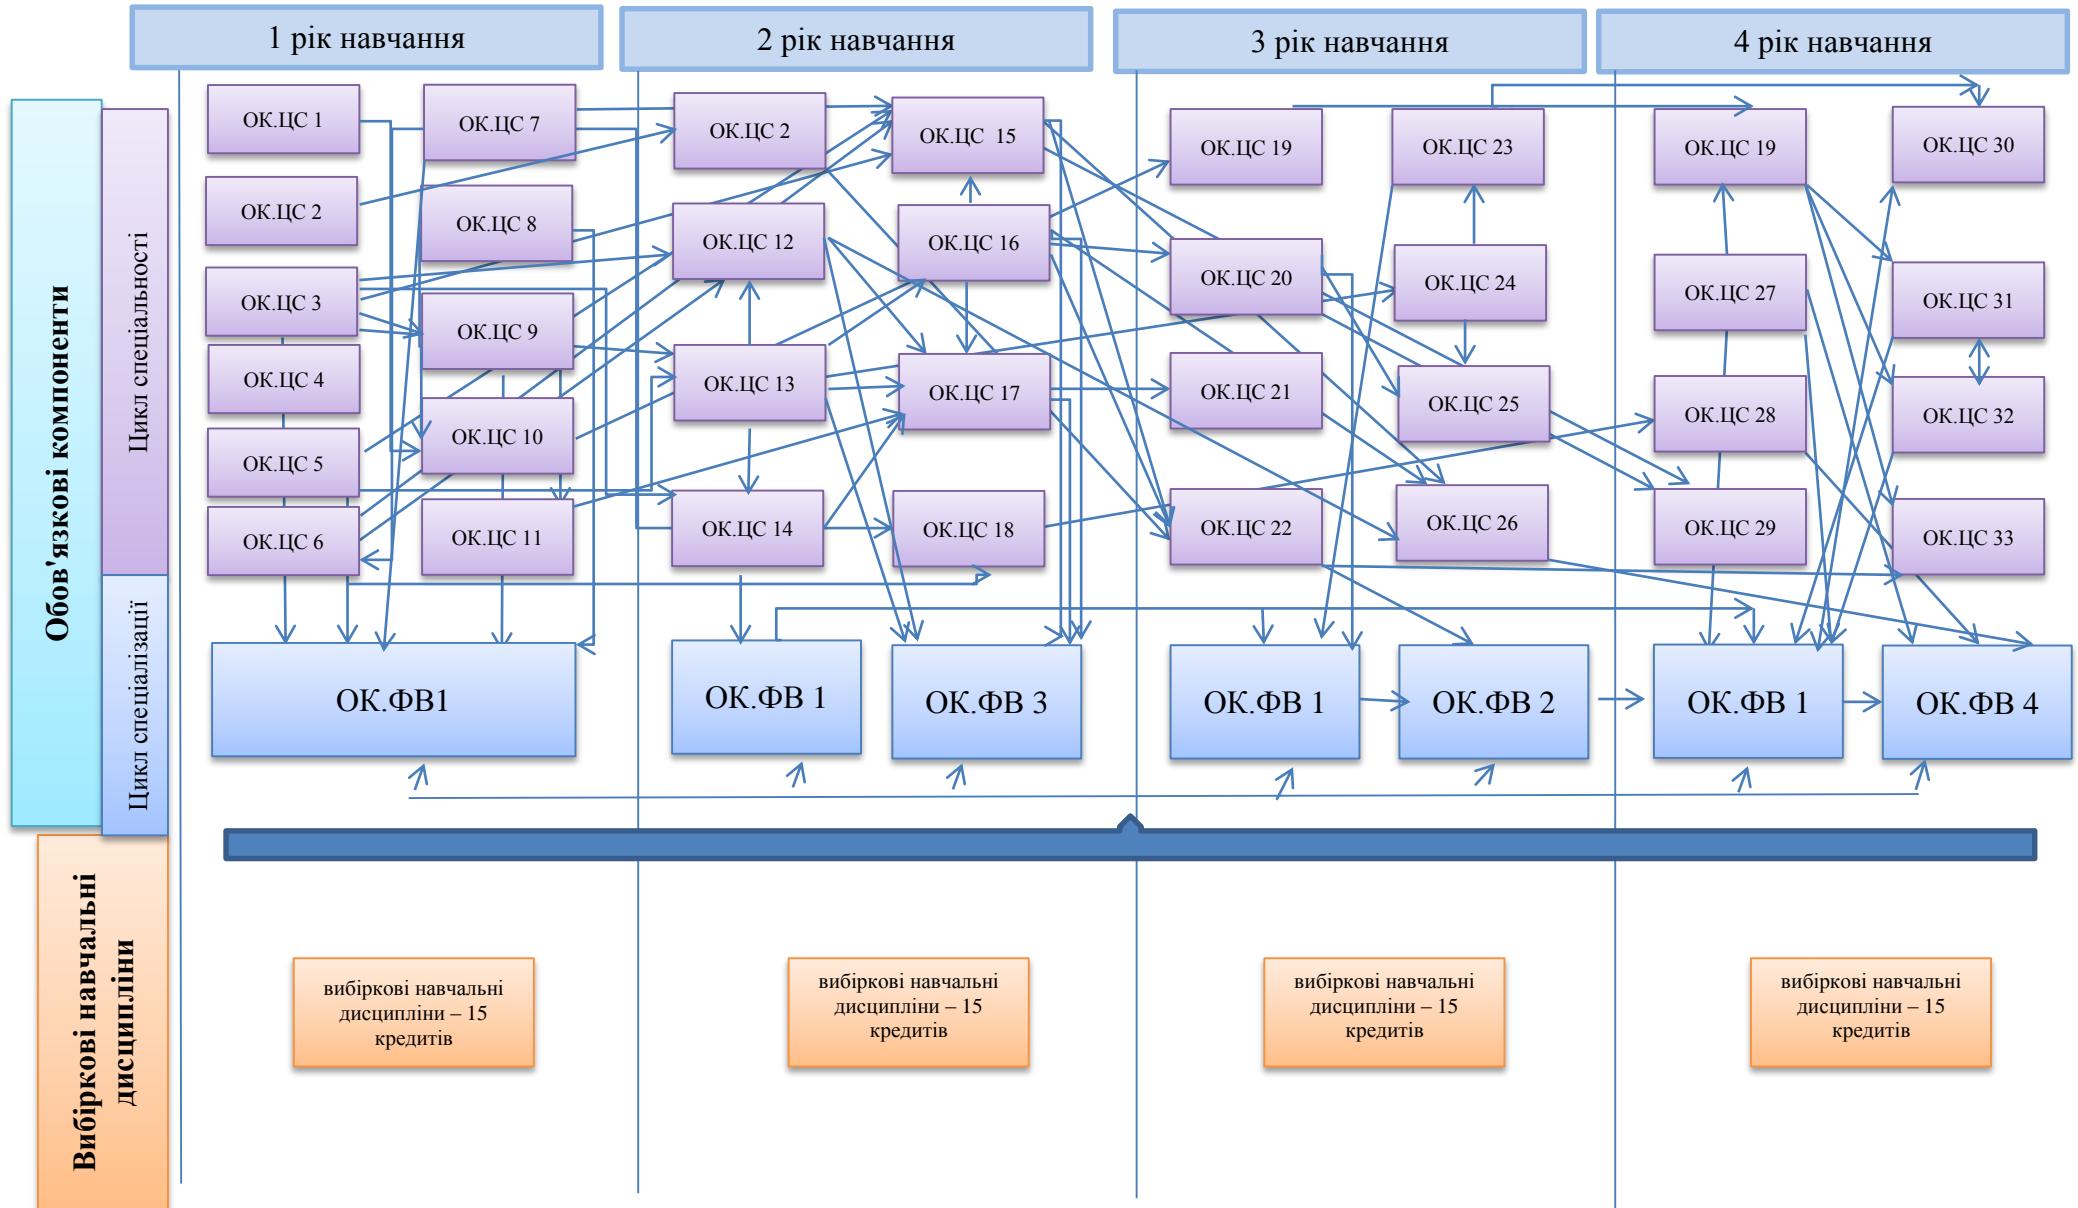 1 рік навчання
2 рік навчання
3 рік навчання
4 рік навчання
Обов'язкові компоненти
Цикл спеціальності
Цикл спеціалізації
ОК.ЦС 1
ОК.ЦС 2
ОК.ЦС 3
ОК.ЦС 4
ОК.ЦС 5
ОК.ЦС 6
ОК.ЦС 7
ОК.ЦС 8
ОК.ЦС 9
ОК.ЦС 10
ОК.ЦС 11
ОК.ЦС 2
ОК.ЦС 12
ОК.ЦС 13
ОК.ЦС 14
ОК.ЦС 15
ОК.ЦС 16
ОК.ЦС 17
ОК.ЦС 18
ОК.ЦС 19
ОК.ЦС 20
ОК.ЦС 21
ОК.ЦС 22
ОК.ЦС 23
ОК.ЦС 24
ОК.ЦС 25
ОК.ЦС 26
ОК.ЦС 19
ОК.ЦС 27
ОК.ЦС 28
ОК.ЦС 29
ОК.ЦС 30
ОК.ЦС 31
ОК.ЦС 32
ОК.ЦС 33
ОК.ФВ1
ОК.ФВ 1
ОК.ФВ 3
ОК.ФВ 1
ОК.ФВ 2
ОК.ФВ 1
ОК.ФВ 4
Вибіркові навчальні
дисципліни
вибіркові навчальні
дисципліни – 15
кредитів
вибіркові навчальні
дисципліни – 15
кредитів
вибіркові навчальні
дисципліни – 15
кредитів
вибіркові навчальні
дисципліни – 15
кредитів